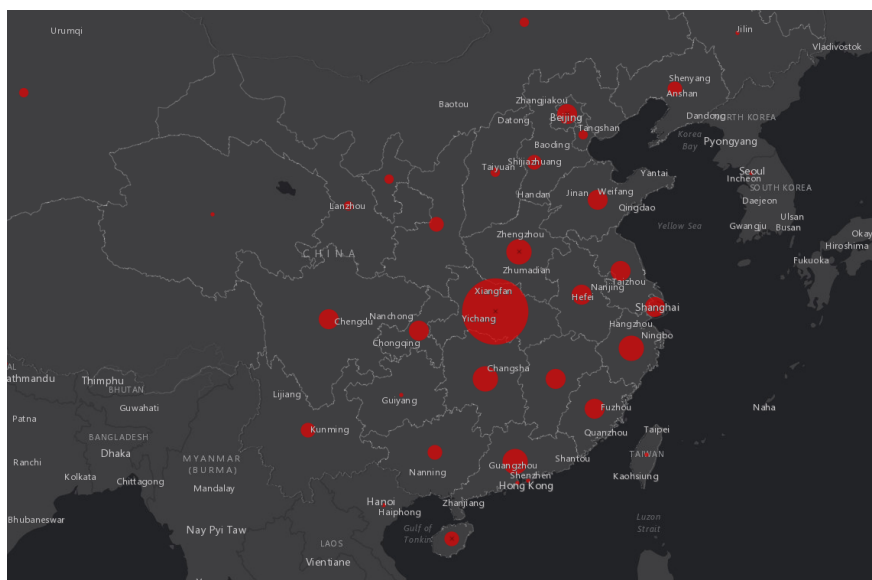 Urumqi
Jilin
Vladivostok
Shenyang
Anshan
Zhangjiakou
Baotou
Beijing
Datong
Dandong
NORTH KOREA
Tangshan
Korea
Bay
Pyongyang
Baoding
Shijiazhuang
Taiyuan
Yantai
Seoul
Incheon
SOUTH KOREA
Jinan
Weifang
Handan
Daejeon
Lanzhou
Qingdao
Ulsan
Gwangju
Busan
Yellow Sea
Okay
Zhengzhou
Hiroshima
CHINA
Fukuoka
Zhumadian
Taizhou
Nanjing
Xiangfan
Hefei
Shanghai
Nanchong
Yichang
Chengdu
Hangzhou
Ningbo
Chongqing
AL
Changsha
athmandu
Thimphu
BHUTAN
Lijiang
Guiyang
Guwahati
Fuzhou
Naha
Patna
Kunming
Quanzhou
Taipei
BANGLADESH
Dhaka
MYANMAR
(BURMA)
TAIWAN
Ranchi
Guangzhou
Shantou
Nanning
Kolkata
Chittagong
Shenzhen
Kaohsiung
Mandalay
Hong Kong
Hanoi
Zhanjiang
Haiphong
Bhubaneswar
Luzon
Strait
Nay Pyi Taw
Gulf of
Tonkin
LAOS
Vientiane